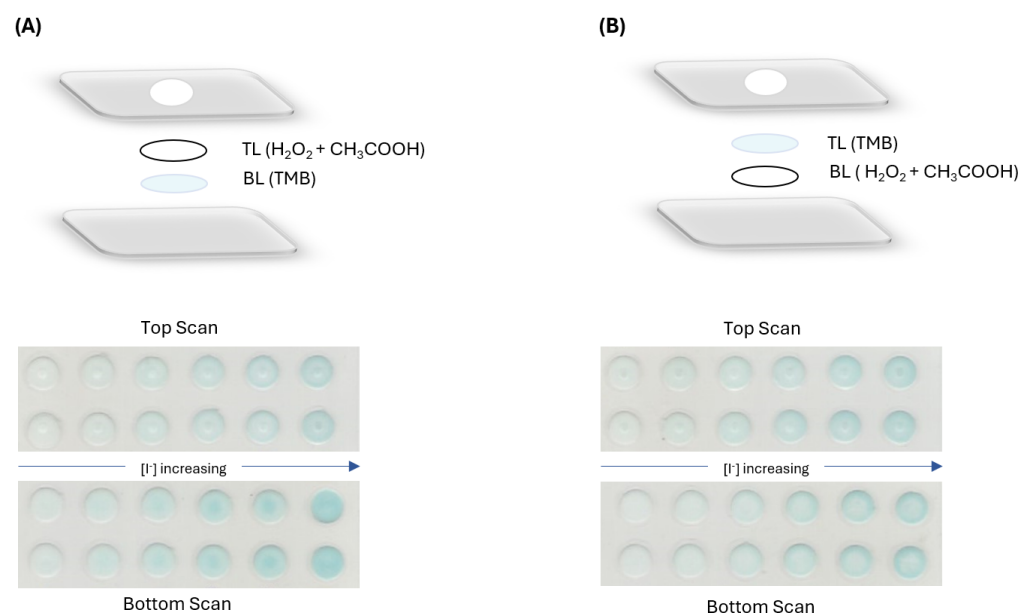 (A)
TL (H₂O₂ + CH₃COOH)
BL (TMB)
Top Scan
[I⁻] increasing
Bottom Scan
(B)
TL (TMB)
BL ( H₂O₂ + CH₃COOH)
Top Scan
[I⁻] increasing
Bottom Scan